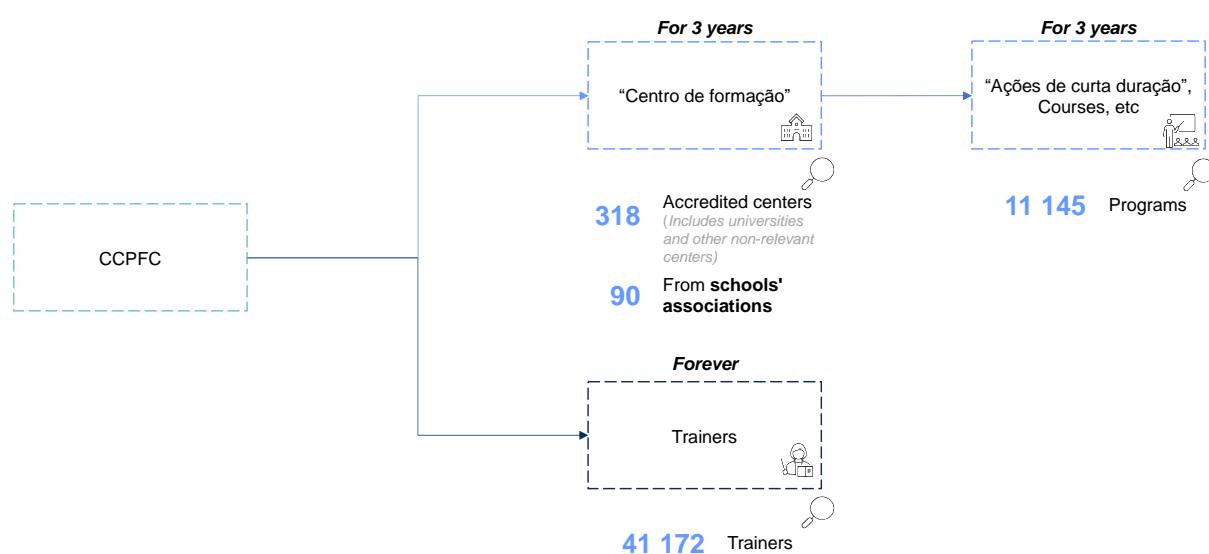 For 3 years
For 3 years
“Centro de formação”
“Ações de curta duração”,
Courses, etc
CCPFC
318
Accredited centers
(Includes universities
and other non-relevant
centers)
90
From schools'
associations
11 145
Programs
Forever
Trainers
41 172
Trainers